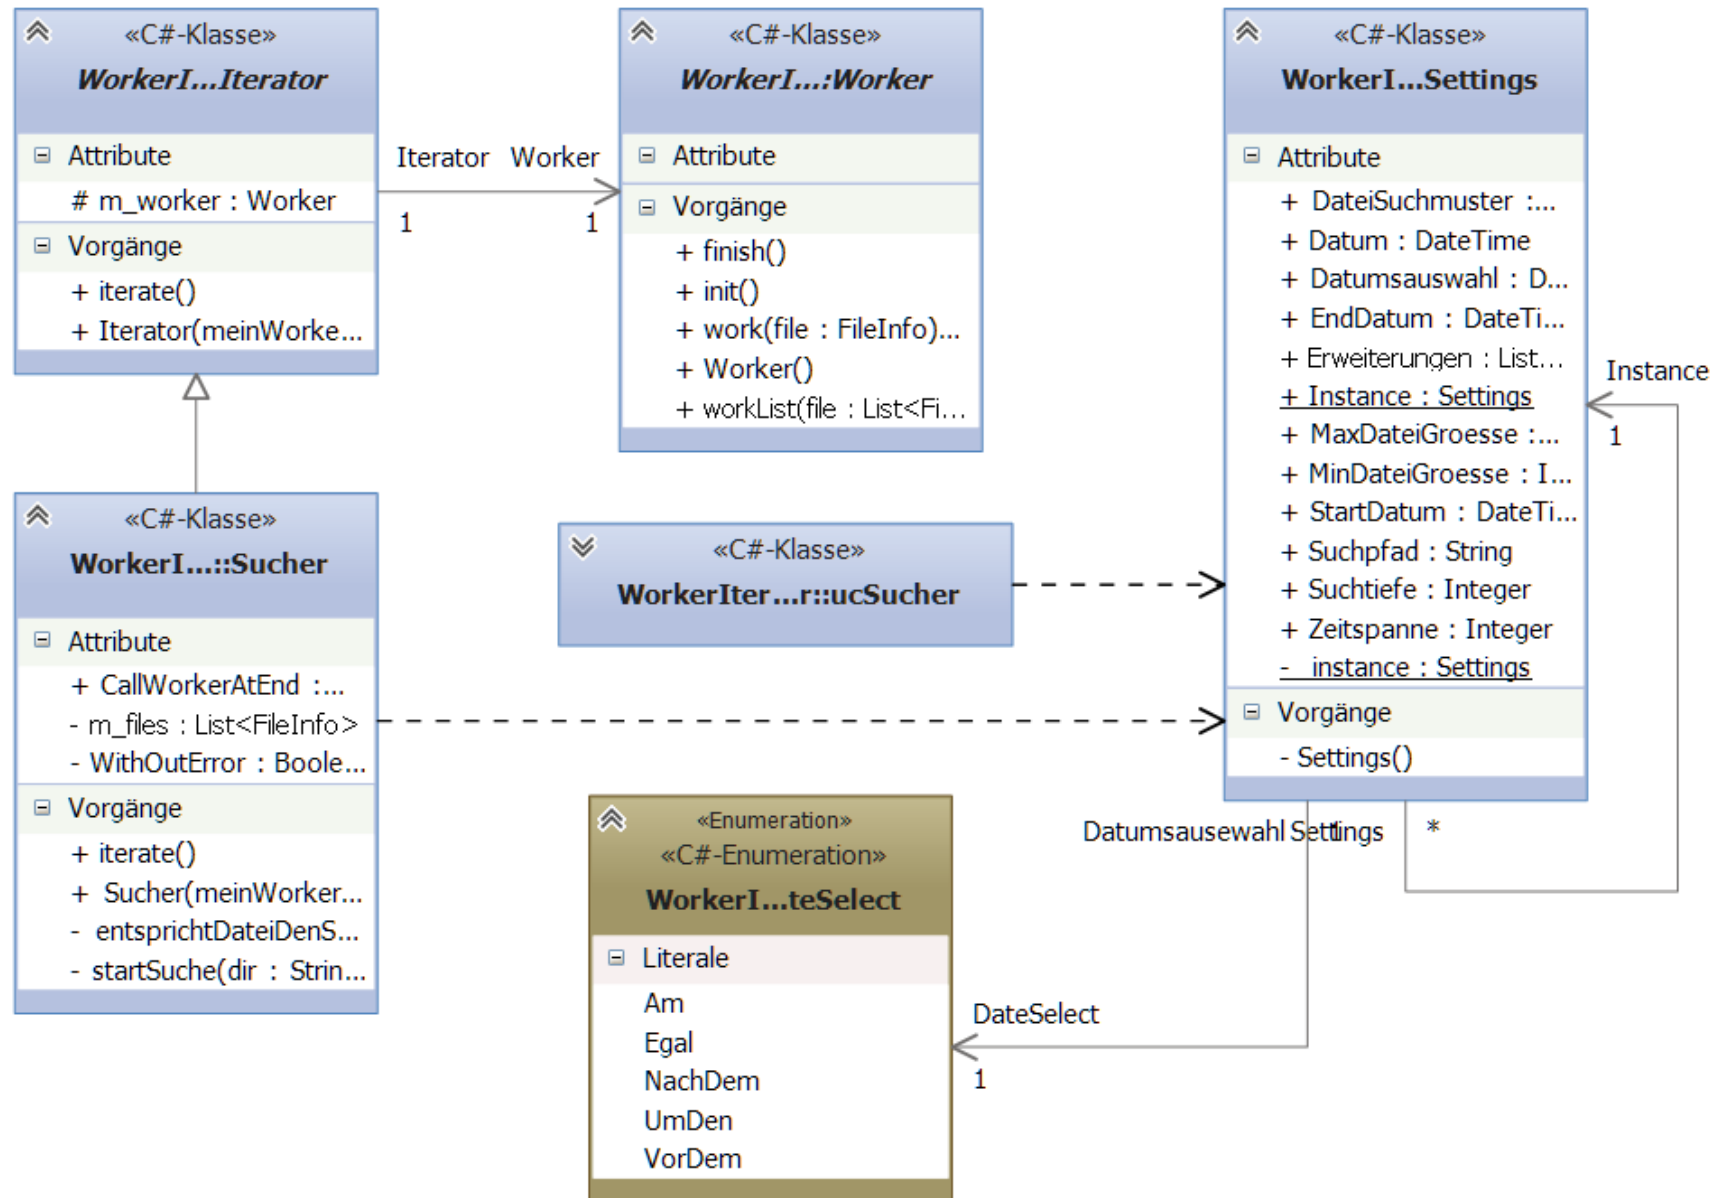 «C#-Klasse»
WorkerI...Iterator
Attribute
# m_worker : Worker
Vorgänge
+ iterate()
+ Iterator(meinWorke...
Iterator Worker
1 1
«C#-Klasse»
WorkerI...:Worker
Attribute
Vorgänge
+ finish()
+ init()
+ work(file : FileInfo)...
+ Worker()
+ workList(file : List<Fi...
«C#-Klasse»
WorkerI...Settings
Attribute
+ DateiSuchmuster :...
+ Datum : DateTime
+ Datumsauswahl : D...
+ EndDatum : DateTi...
+ Erweiterungen : List...
+ Instance : Settings
+ MaxDateiGroesse :...
+ MinDateiGroesse : I...
+ StartDatum : DateTi...
+ Suchpfad : String
+ Suchtiefe : Integer
+ Zeitspanne : Integer
- instance : Settings
Vorgänge
- Settings()
Instance
1
*
«C#-Klasse»
WorkerI...::Sucher
Attribute
+ CallWorkerAtEnd :...
- m_files : List<FileInfo>
- WithOutError : Boole...
Vorgänge
+ iterate()
+ Sucher(meinWorker...
- entsprichtDateiDenS...
- startSuche(dir : Strin...
«C#-Klasse»
WorkerIter...r::ucSucher
Datumsausewahl Settings
1
«Enumeration»
«C#-Enumeration»
WorkerI...teSelect
Literale
Am
Egal
NachDem
UmDen
VorDem
DateSelect
1